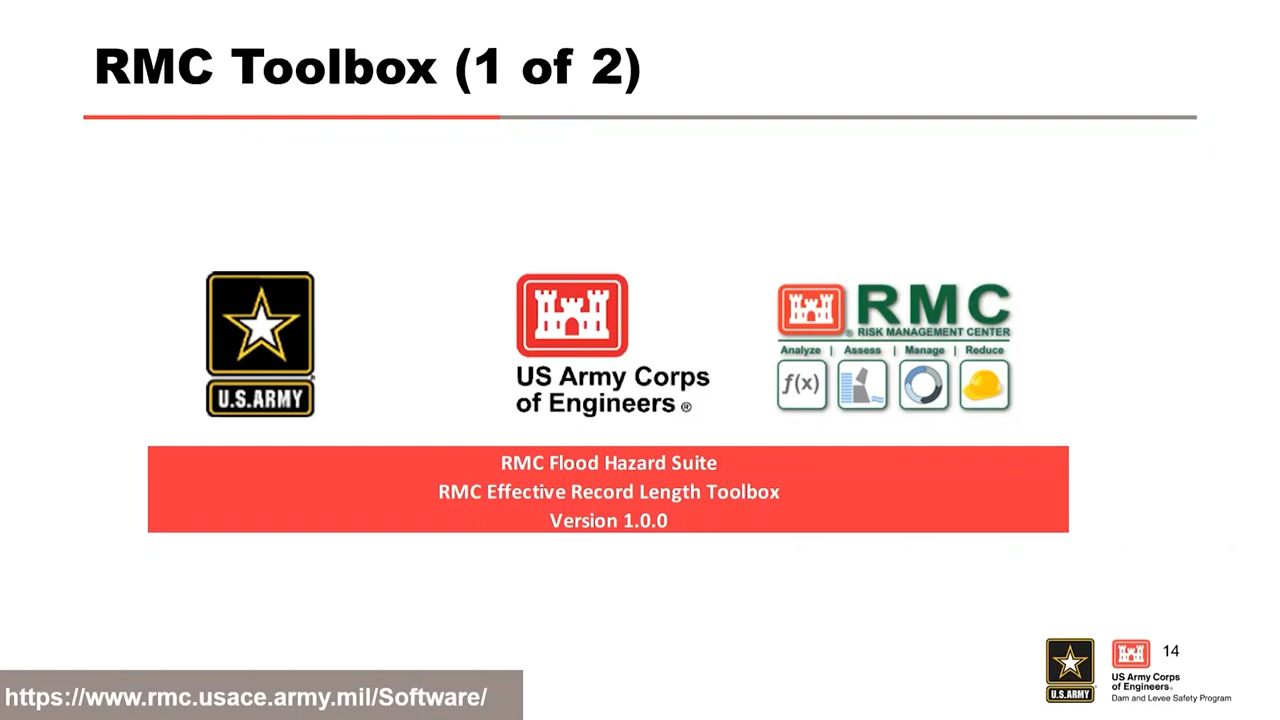 RMC Toolbox (1 of 2)
U.S.ARMY
US Army Corps
of Engineers ®
RMC
® RISK MANAGEMENT CENTER
Analyze | Assess | Manage | Reduce
f(x)
RMC Flood Hazard Suite
RMC Effective Record Length Toolbox
Version 1.0.0
14
U.S.ARMY
US Army Corps
of Engineers®
Dam and Levee Safety Program
https://www.rmc.usace.army.mil/Software/